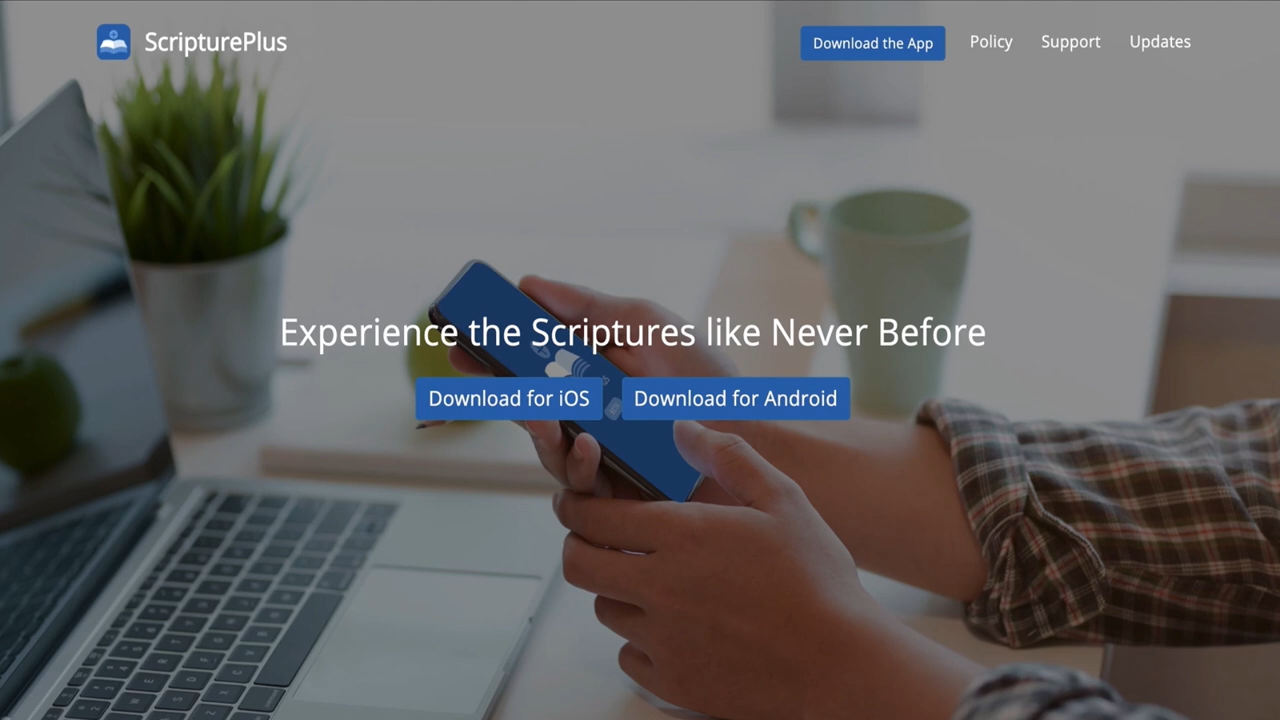 ScripturePlus
Download the App
Policy
Support
Updates
Experience the Scriptures like Never Before
Download for iOS
Download for Android